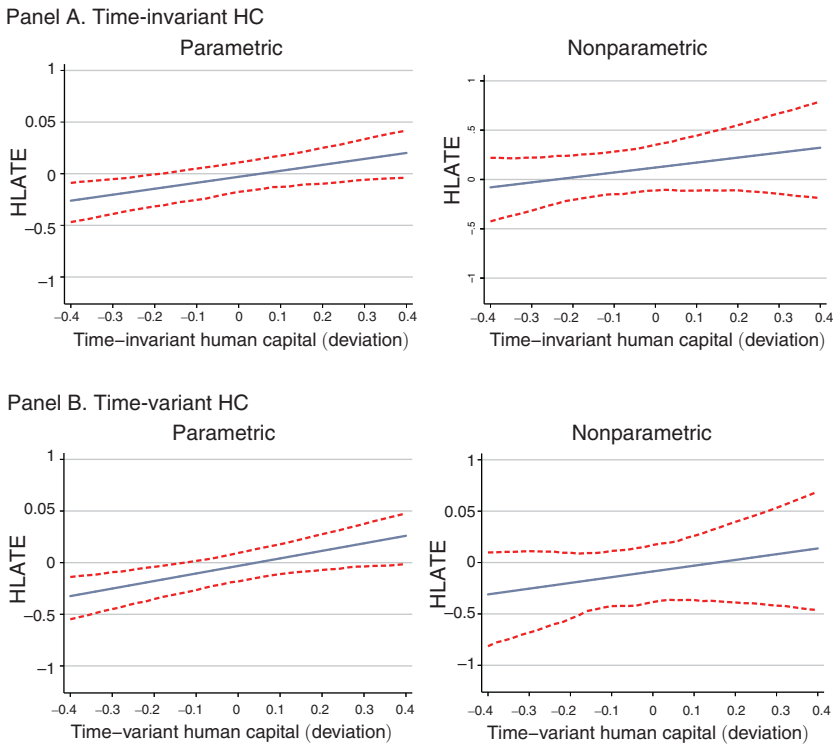 Panel A. Time-invariant HC
Parametric
Nonparametric
1
0.05
0
−0.5
−1
HLATE
−0.4 −0.3 −0.2 −0.1 0 0.1 0.2 0.3 0.4
Time−invariant human capital (deviation)
1
.5
0
−.5
−1
HLATE
−0.4 −0.3 −0.2 −0.1 0 0.1 0.2 0.3 0.4
Time−invariant human capital (deviation)
Panel B. Time-variant HC
Parametric
Nonparametric
1
0.05
0
−0.5
−1
HLATE
−0.4 −0.3 −0.2 −0.1 0 0.1 0.2 0.3 0.4
Time−variant human capital (deviation)
1
0.05
0
−0.5
−1
HLATE
−0.4 −0.3 −0.2 −0.1 0 0.1 0.2 0.3 0.4
Time−variant human capital (deviation)